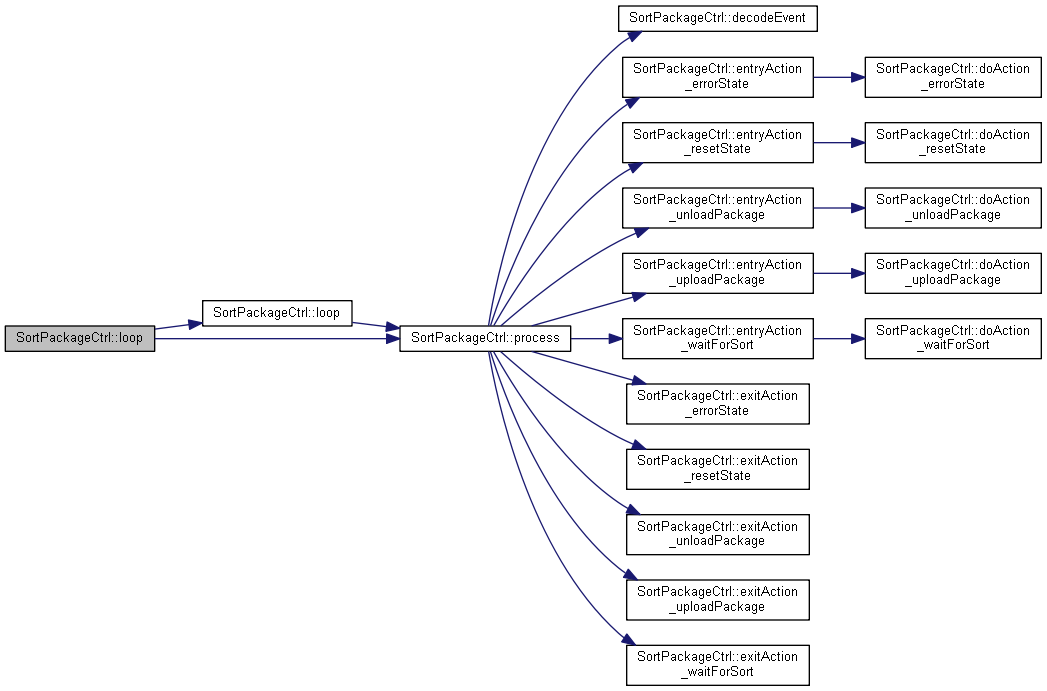 SortPackageCtrl::loop
SortPackageCtrl::loop
SortPackageCtrl::process
SortPackageCtrl::decodeEvent
SortPackageCtrl::entryAction
_errorState
SortPackageCtrl::doAction
_errorState
SortPackageCtrl::entryAction
_resetState
SortPackageCtrl::doAction
_resetState
SortPackageCtrl::entryAction
_unloadPackage
SortPackageCtrl::doAction
_unloadPackage
SortPackageCtrl::entryAction
_uploadPackage
SortPackageCtrl::doAction
_uploadPackage
SortPackageCtrl::entryAction
_waitForSort
SortPackageCtrl::doAction
_waitForSort
SortPackageCtrl::exitAction
_errorState
SortPackageCtrl::exitAction
_resetState
SortPackageCtrl::exitAction
_unloadPackage
SortPackageCtrl::exitAction
_uploadPackage
SortPackageCtrl::exitAction
_waitForSort